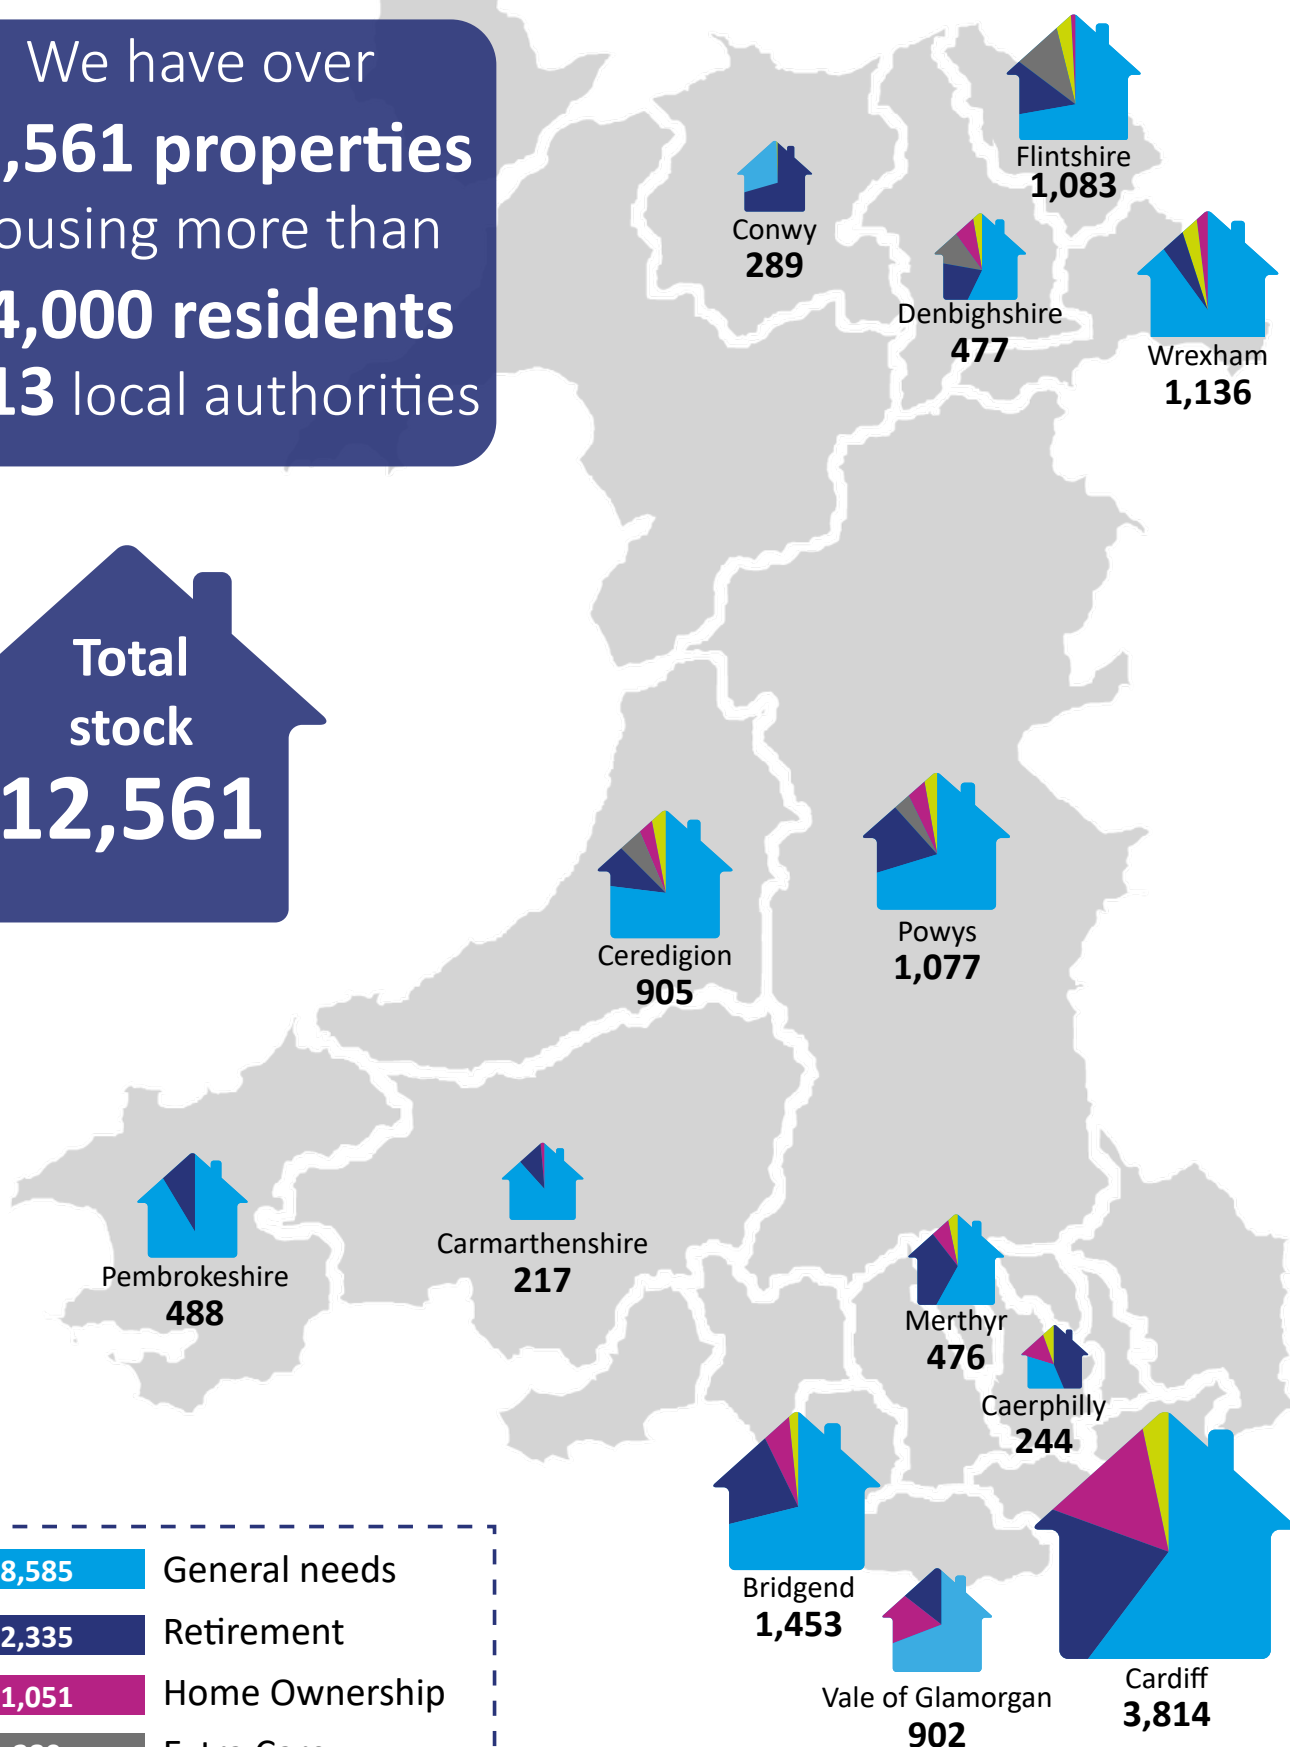 We have over
,561 properties
ousing more than
4,000 residents
13 local authorities
Total
stock
12,561
Flintshire
1,083
Conwy
289
Denbighshire
477
Wrexham
1,136
Ceredigion
905
Powys
1,077
Pembrokeshire
488
Carmarthenshire
217
Merthyr
476
Caerphilly
244
Bridgend
1,453
Vale of Glamorgan
902
Cardiff
3,814
8,585 General needs
2,335 Retirement
1,051 Home Ownership
Extra Care